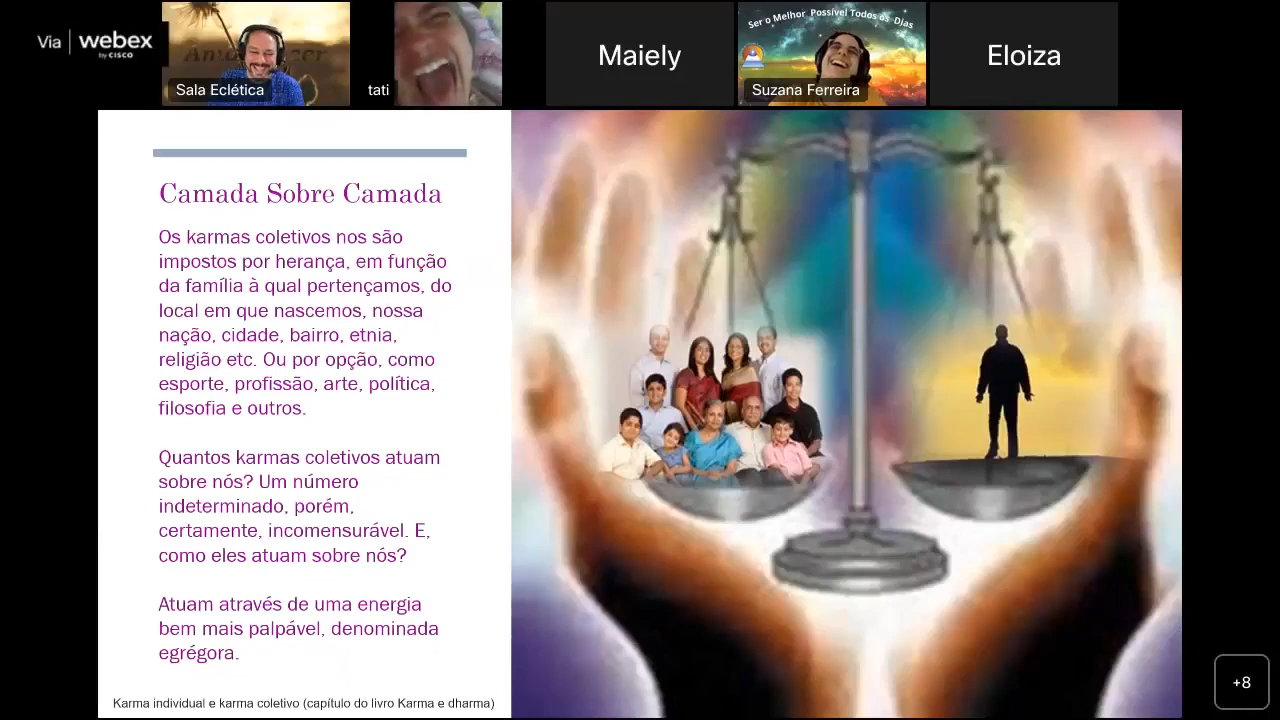 Via webex
by CISCO
Sala Eclética
tati
Maiely
Ser o Melhor Possível Todos os Dias
Suzana Ferreira
Eloiza
Camada Sobre Camada
Os karmas coletivos nos são
impostos por herança, em função
da família à qual pertençamos, do
local em que nascemos, nossa
nação, cidade, bairro, etnia,
religião etc. Ou por opção, como
esporte, profissão, arte, política,
filosofia e outros.
Quantos karmas coletivos atuam
sobre nós? Um número
indeterminado, porém,
certamente, incomensurável. E,
como eles atuam sobre nós?
Atuam através de uma energia
bem mais palpável, denominada
egrégora.
Karma individual e karma coletivo (capítulo do livro Karma e dharma)
+8